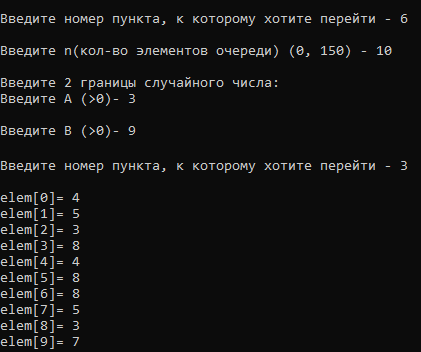 Введите номер пункта, к которому хотите перейти - 6
Введите n(кол-во элементов очереди) (0, 150) - 10
Введите 2 границы случайного числа:
Введите A (>0)- 3
Введите B (>0)- 9
Введите номер пункта, к которому хотите перейти - 3
elem[0]= 4
elem[1]= 5
elem[2]= 3
elem[3]= 8
elem[4]= 4
elem[5]= 8
elem[6]= 8
elem[7]= 5
elem[8]= 3
elem[9]= 7